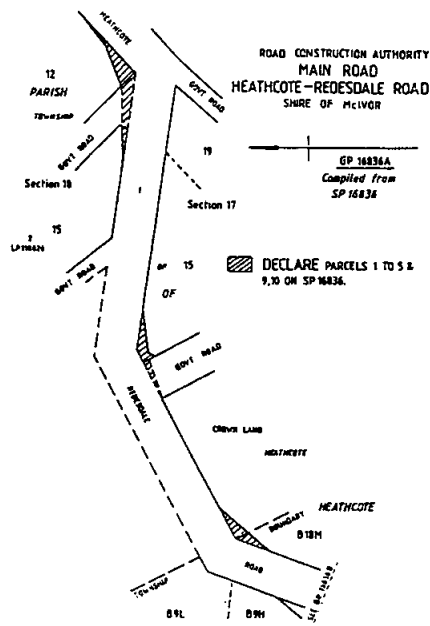 HEATHCOTE
ROAD CONSTRUCTION AUTHORITY
MAIN ROAD
HEATHCOTE-REDESDALE ROAD
SHIRE OF McIVOR
12
PARISH
TOWNSHIP
GOVT ROAD
GOVT ROAD
19
1
GP 16836A
Compiled from
SP 16836
Section 18
1
Section 17
2
15
GOVT ROAD
15
OF
DECLARE PARCELS 1 TO 5 &
9,10 ON SP 16836.
GOVT ROAD
REDESDALE
CROWN LAND
HEATHCOTE
HEATHCOTE
BOUNDARY
B18M
ROAD
TOWNSHIP
B9L
B9H